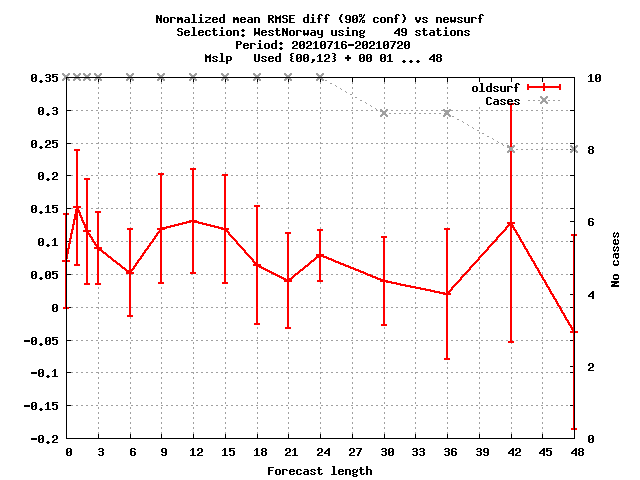 Normalized mean RMSE diff (90% conf) vs newsurf
Selection: WestNorway using    49 stations
Period: 20210716-20210720
Mslp   Used {00,12} + 00 01 ... 48
oldsurf
Cases
0.35
0.3
0.25
0.2
0.15
0.1
0.05
0
-0.05
-0.1
-0.15
-0.2
10
8
6
4
2
0
No cases
0 3 6 9 12 15 18 21 24 27 30 33 36 39 42 45 48
Forecast length